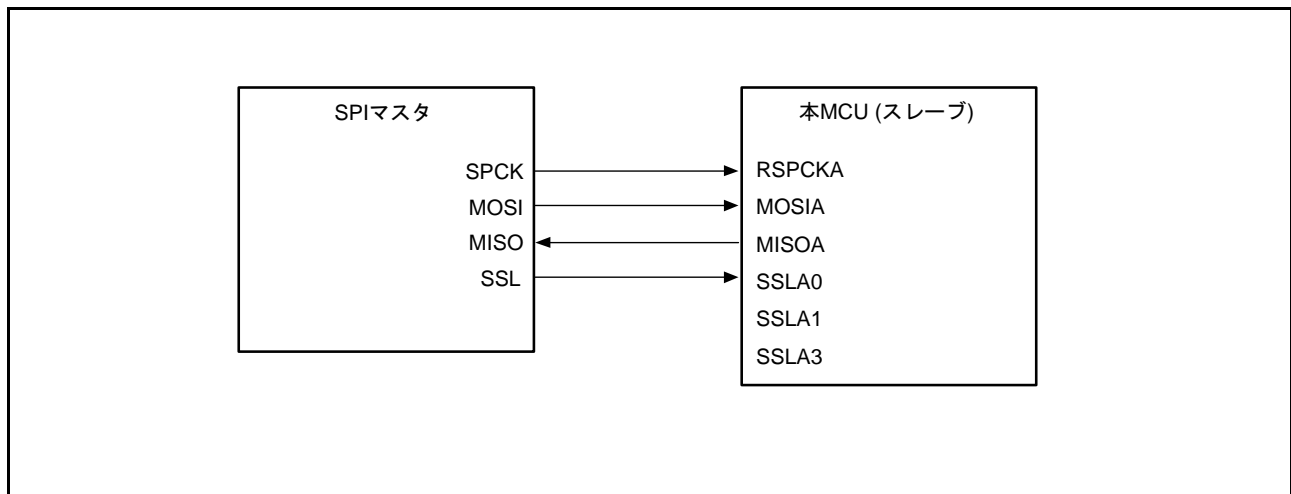 SPIマスタ
SPCK
MOSI
MISO
SSL
本MCU (スレーブ)
RSPCKA
MOSIA
MISOA
SSLA0
SSLA1
SSLA3